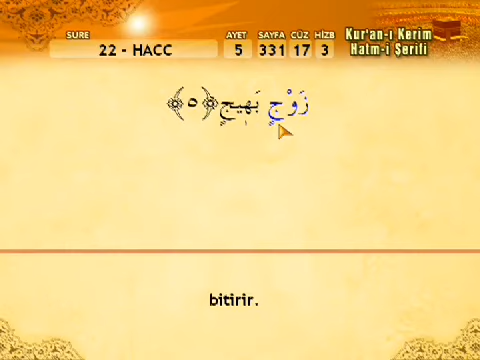 SURE AYET SAYFA CÜZ HİZB
22 - HACC 5 331 17 3
Kur'an-ı Kerim
Hatm-i Şerifi
زَوْجٍ بَهٖيجٍ ﴿٥﴾
bitirir.